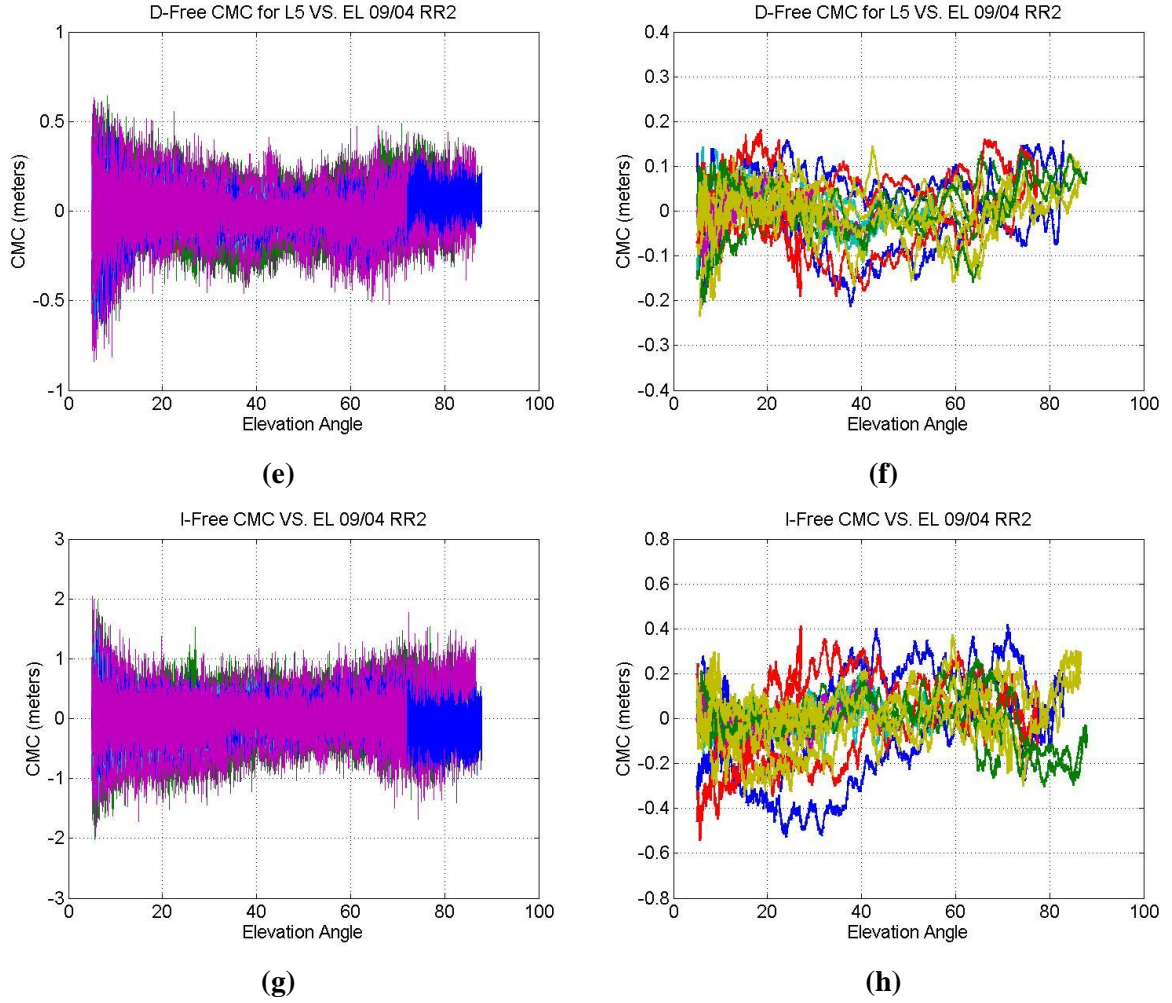 D-Free CMC for L5 VS. EL 09/04 RR2
CMC (meters)
1
0.5
0
-0.5
-1
0 20 40 60 80 100
Elevation Angle
(e)
D-Free CMC for L5 VS. EL 09/04 RR2
CMC (meters)
0.4
0.3
0.2
0.1
0
-0.1
-0.2
-0.3
-0.4
0 20 40 60 80 100
Elevation Angle
(f)
I-Free CMC VS. EL 09/04 RR2
CMC (meters)
3
2
1
0
-1
-2
-3
0 20 40 60 80 100
Elevation Angle
(g)
I-Free CMC VS. EL 09/04 RR2
CMC (meters)
0.8
0.6
0.4
0.2
0
-0.2
-0.4
-0.6
-0.8
0 20 40 60 80 100
Elevation Angle
(h)